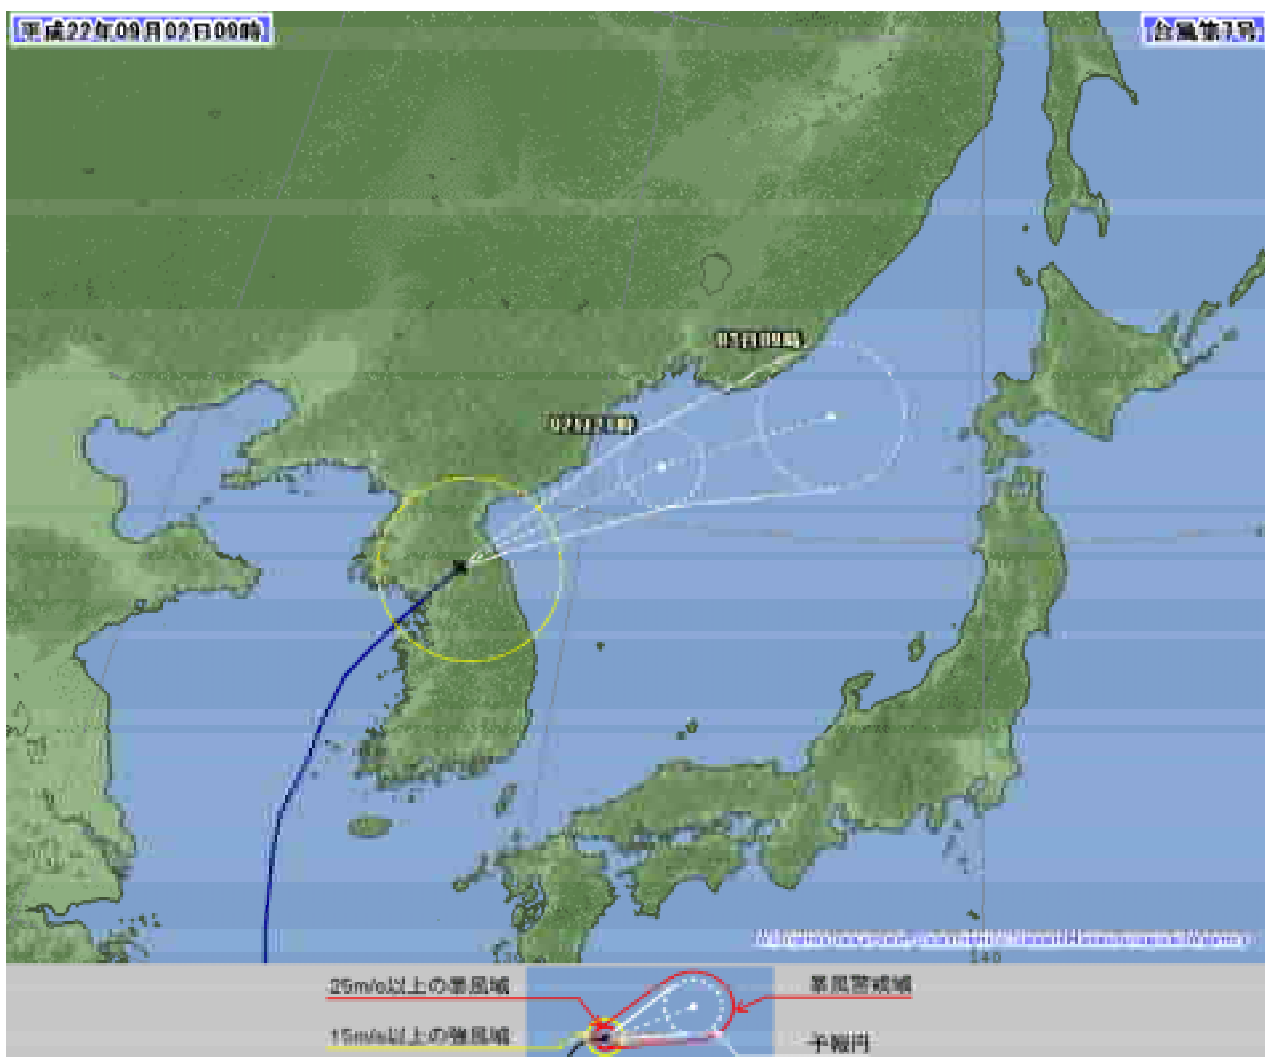 平成22年09月02日09時
台風第7号
03日09時
02日21時
130
140
25m/s以上の暴風域
暴風警戒域
15m/s以上の強風域
予報円